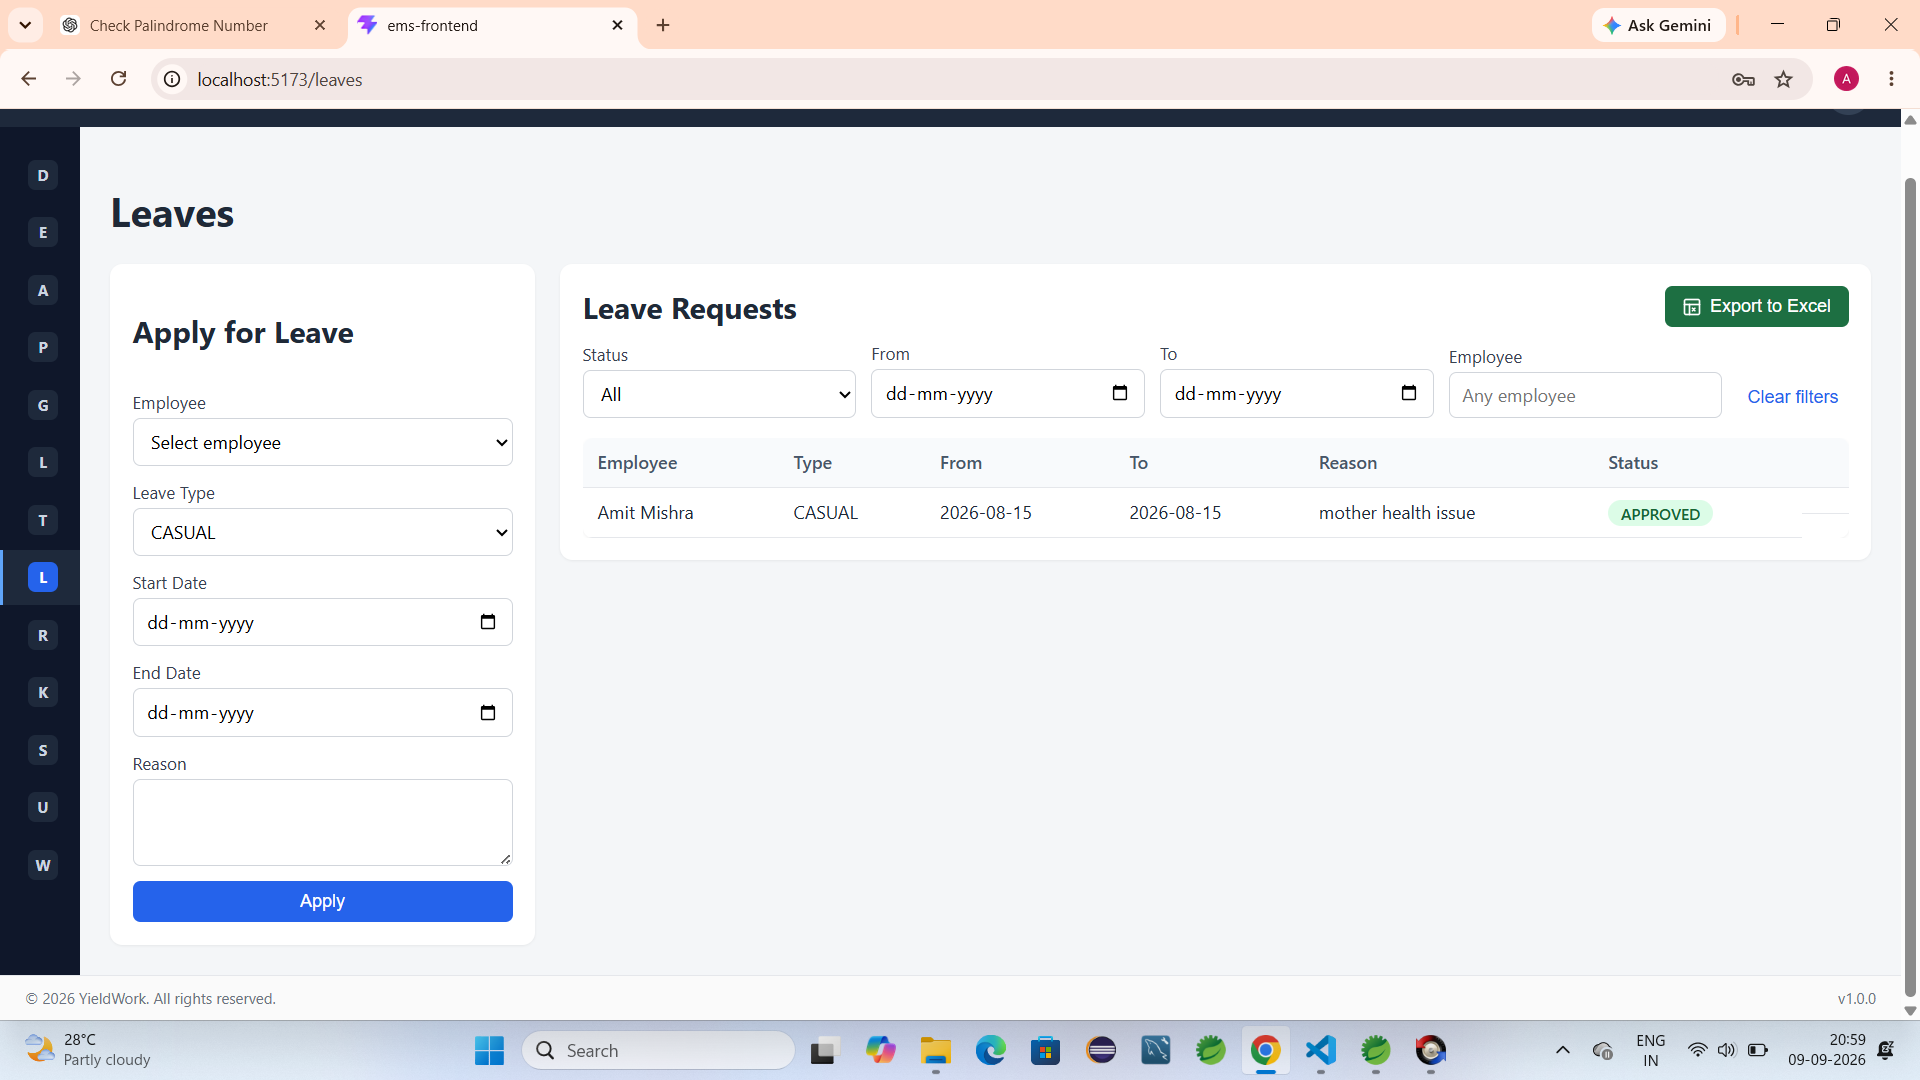 Check Palindrome Number
ems-frontend
Ask Gemini
localhost:5173/leaves
A
D
E
A
P
G
L
T
L
R
K
S
U
W
Leaves
Apply for Leave
Employee
Select employee
Leave Type
CASUAL
Start Date
dd-mm-yyyy
End Date
dd-mm-yyyy
Reason
Apply
Leave Requests
Export to Excel
Status From To Employee
All dd-mm-yyyy dd-mm-yyyy Any employee Clear filters
Employee Type From To Reason Status
Amit Mishra CASUAL 2026-08-15 2026-08-15 mother health issue APPROVED
© 2026 YieldWork. All rights reserved.
v1.0.0
28°C
Partly cloudy
Search
ENG
IN
20:59
09-09-2026